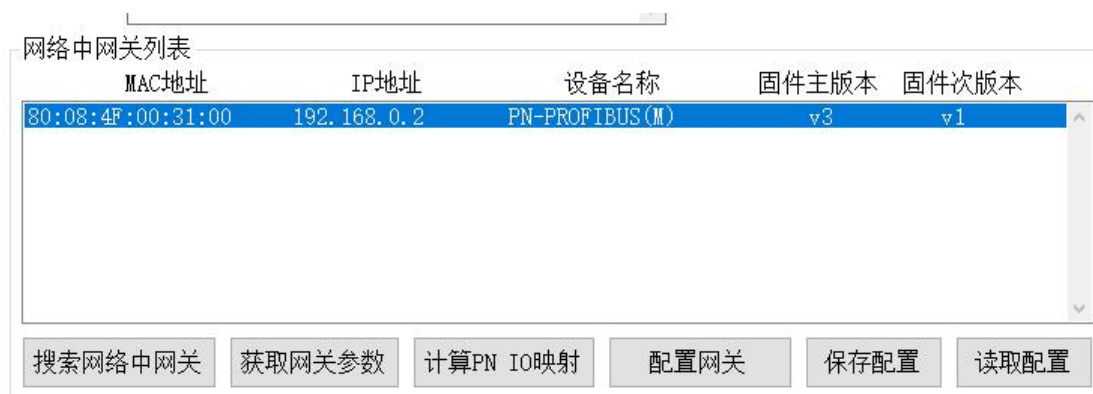 网络中网关列表
MAC地址 IP地址 设备名称 固件主版本 固件次版本
80:08:4F:00:31:00 192.168.0.2 PN-PROFIBUS(M) v3 v1
搜索网络中网关 获取网关参数 计算PN IO映射 配置网关 保存配置 读取配置